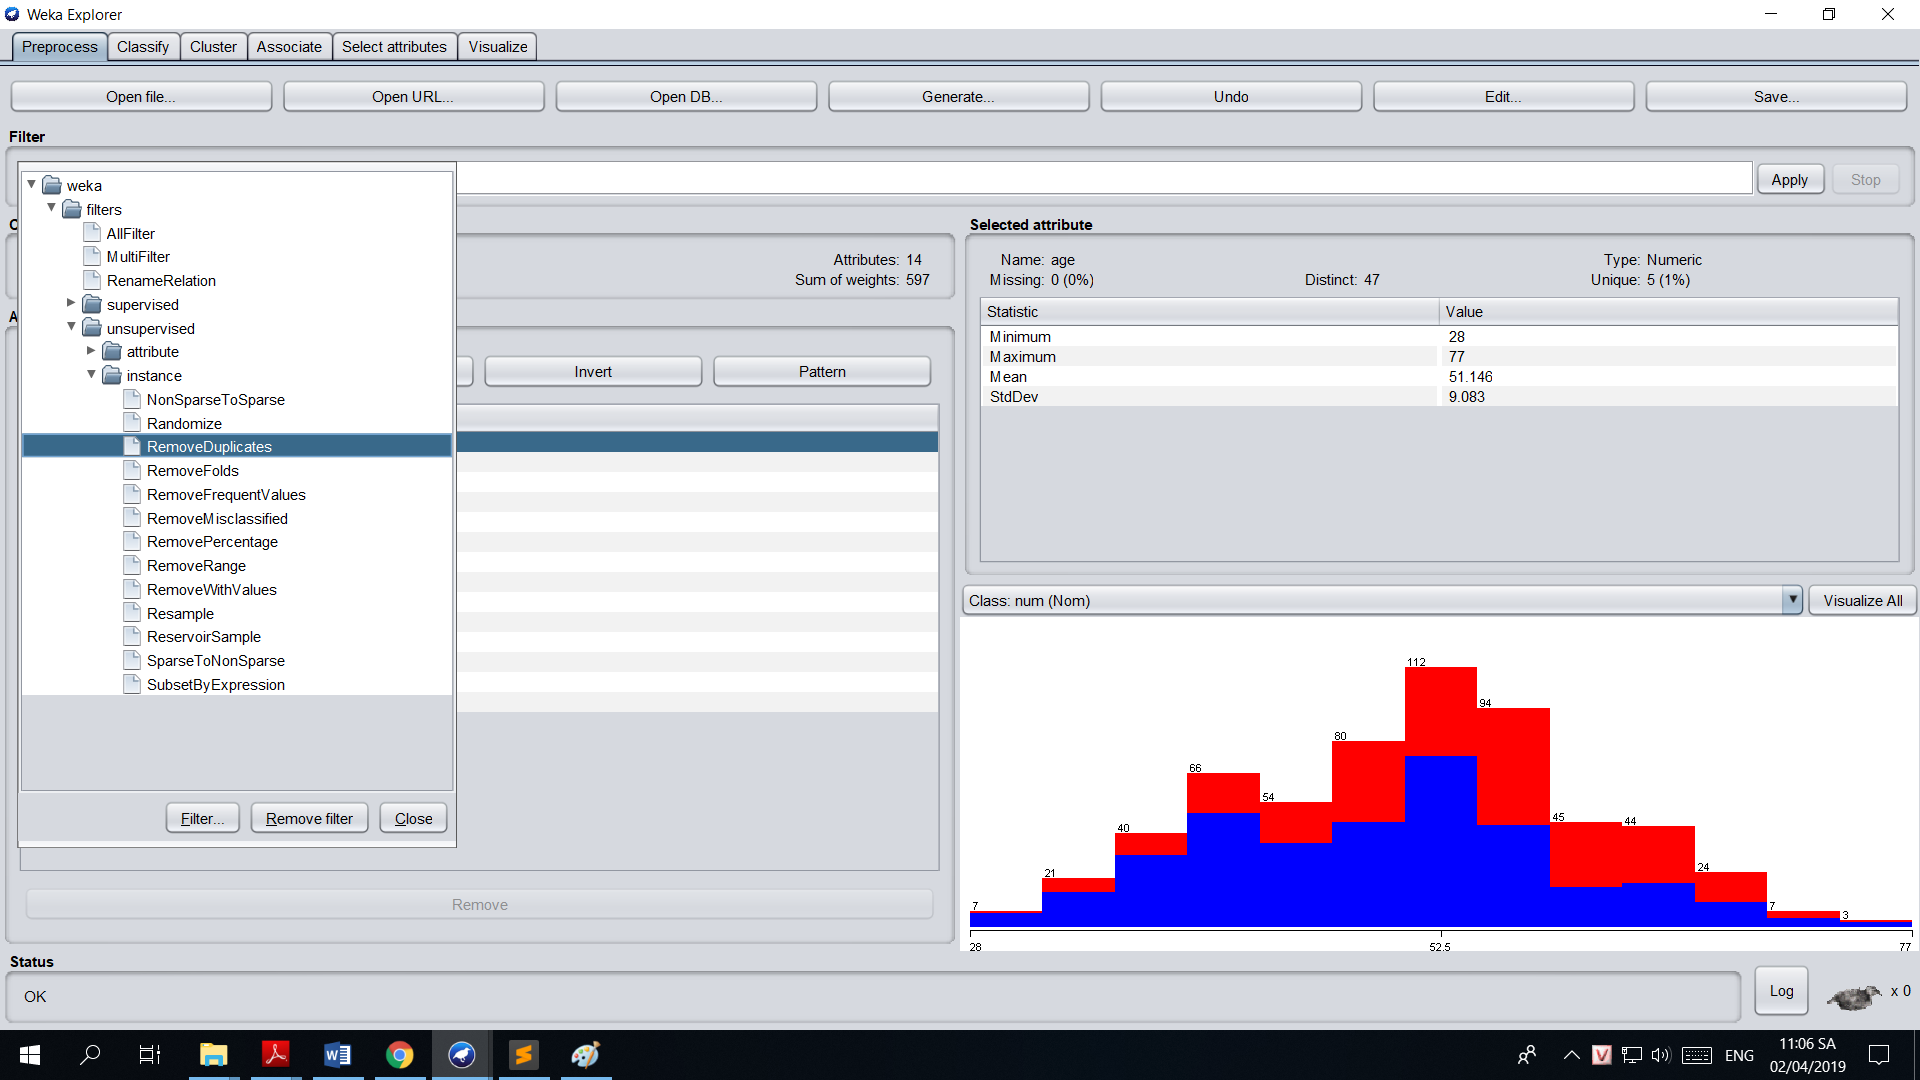 Weka Explorer
Preprocess Classify Cluster Associate Select attributes Visualize
Open file... Open URL... Open DB... Generate... Undo Edit... Save...
Filter
Apply Stop
weka
filters
AllFilter
MultiFilter
RenameRelation
supervised
unsupervised
attribute
instance
NonSparseToSparse
Randomize
RemoveDuplicates
RemoveFolds
RemoveFrequentValues
RemoveMisclassified
RemovePercentage
RemoveRange
RemoveWithValues
Resample
ReservoirSample
SparseToNonSparse
SubsetByExpression
Filter... Remove filter Close
Attributes: 14
Sum of weights: 597
Invert Pattern
Remove
Selected attribute
Name: age Type: Numeric
Missing: 0 (0%) Distinct: 47 Unique: 5 (1%)
Statistic Value
Minimum 28
Maximum 77
Mean 51.146
StdDev 9.083
Class: num (Nom) Visualize All
7 21 40 66 54 80 112 94 45 44 24 7 3
28 52.5 77
Status
OK
Log x 0
ENG
11:06 SA
02/04/2019